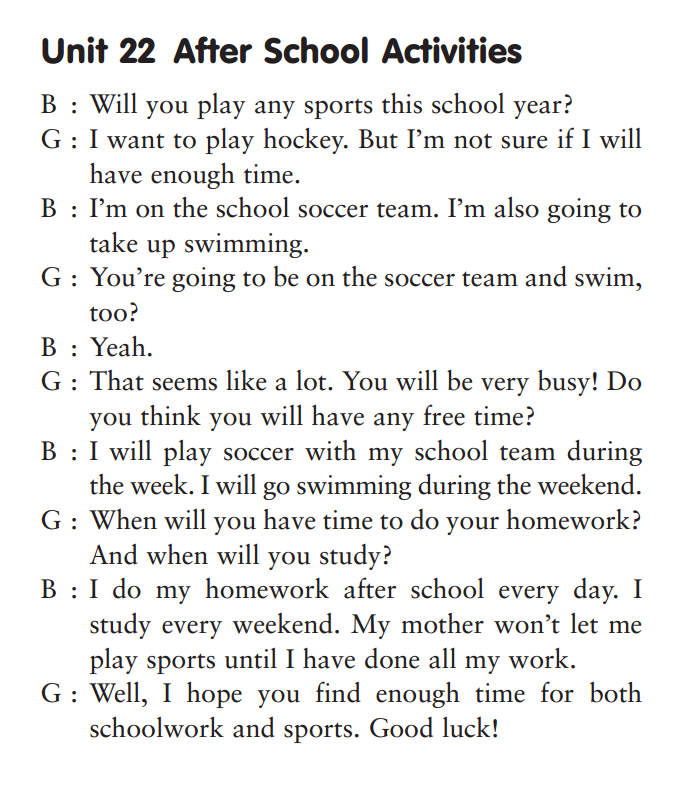 Unit 22 After School Activities
B : Will you play any sports this school year?
G : I want to play hockey. But I’m not sure if I will
have enough time.
B : I’m on the school soccer team. I’m also going to
take up swimming.
G : You’re going to be on the soccer team and swim,
too?
B : Yeah.
G : That seems like a lot. You will be very busy! Do
you think you will have any free time?
B : I will play soccer with my school team during
the week. I will go swimming during the weekend.
G : When will you have time to do your homework?
And when will you study?
B : I do my homework after school every day. I
study every weekend. My mother won’t let me
play sports until I have done all my work.
G : Well, I hope you find enough time for both
schoolwork and sports. Good luck!